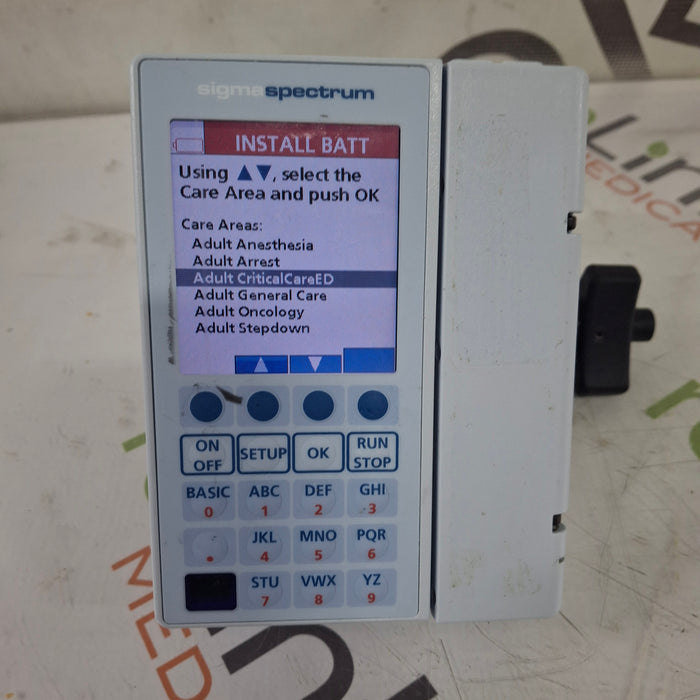 sigmaspectrum
INSTALL BATT
Using ▲▼, select the
Care Area and push OK
Care Areas:
Adult Anesthesia
Adult Arrest
Adult CriticalCareED
Adult General Care
Adult Oncology
Adult Stepdown
▲ ▼
ON OFF
SETUP
OK
RUN STOP
BASIC 0
ABC 1
DEF 2
GHI 3
.
JKL 4
MNO 5
PQR 6
STU 7
VWX 8
YZ 9
MEDICAL
MED